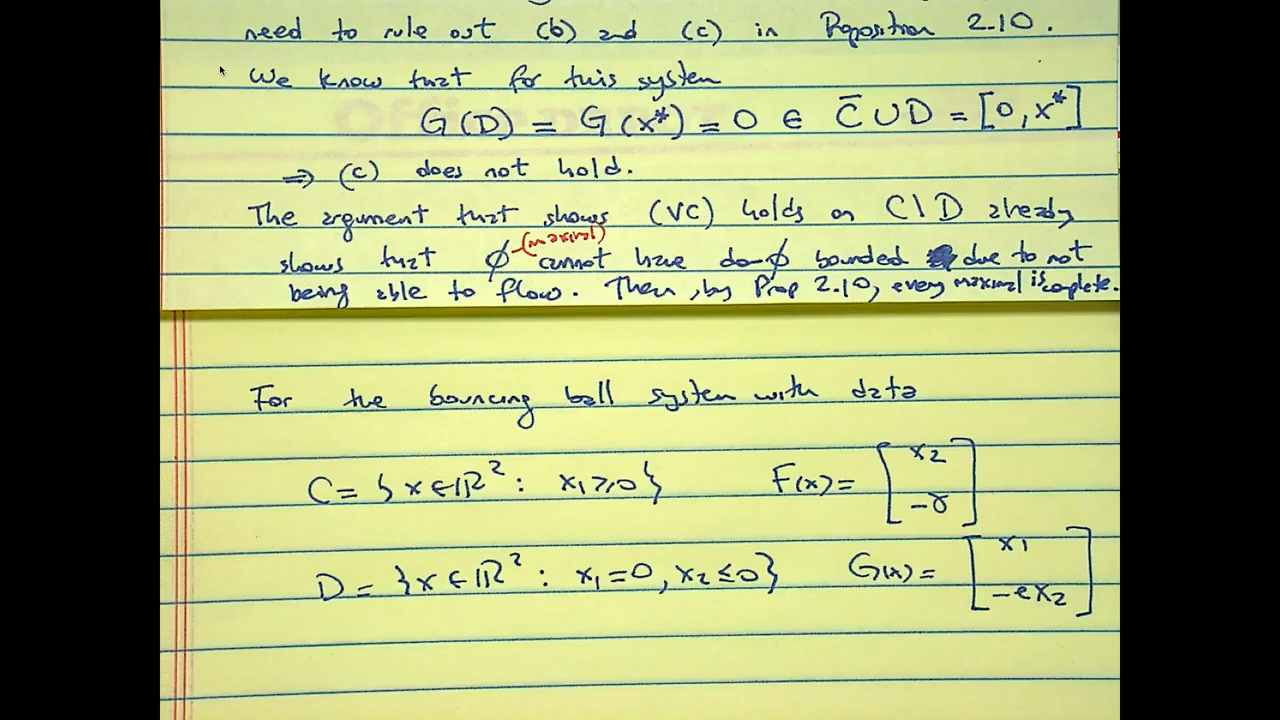 need to rule out (b) and (c) in Proposition 2.10.
We know that for this system
G(D) = G(x*) = 0 ∈ C̅ ∪ D = [0, x*]
⇒ (c) does not hold.
The argument that shows (VC) holds on C\D already
shows that ϕ (maximal) cannot have dom ϕ bounded due to not
being able to flow. Then, by Prop 2.10, every maximal is complete.
For the bouncing ball system with data
C = {x ∈ ℝ² : x₁ ≥ 0} F(x) = [x₂ -γ]
D = {x ∈ ℝ² : x₁ = 0, x₂ ≤ 0} G(x) = [x₁ -ex₂]